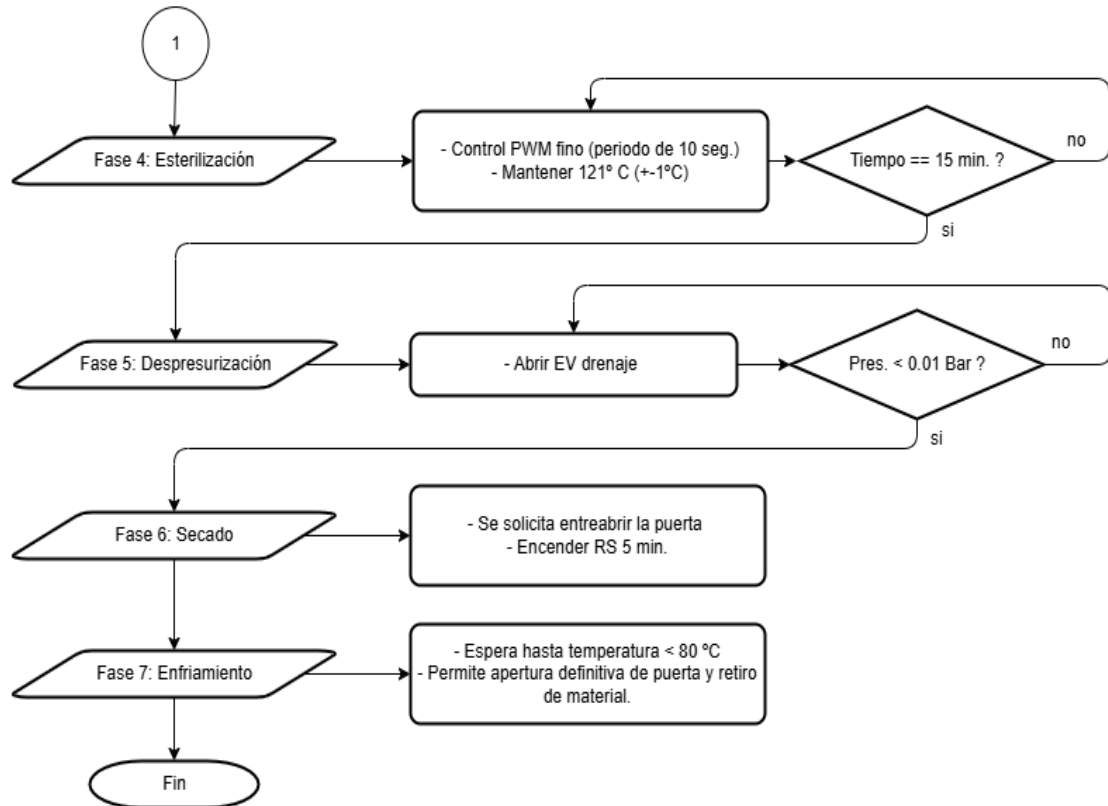 1
Fase 4: Esterilización
- Control PWM fino (periodo de 10 seg.)
- Mantener 121º C (+-1ºC)
Tiempo == 15 min. ?
no
si
Fase 5: Despresurización
- Abrir EV drenaje
Pres. < 0.01 Bar ?
no
si
Fase 6: Secado
- Se solicita entreabrir la puerta
- Encender RS 5 min.
Fase 7: Enfriamiento
- Espera hasta temperatura < 80 ºC
- Permite apertura definitiva de puerta y retiro
de material.
Fin